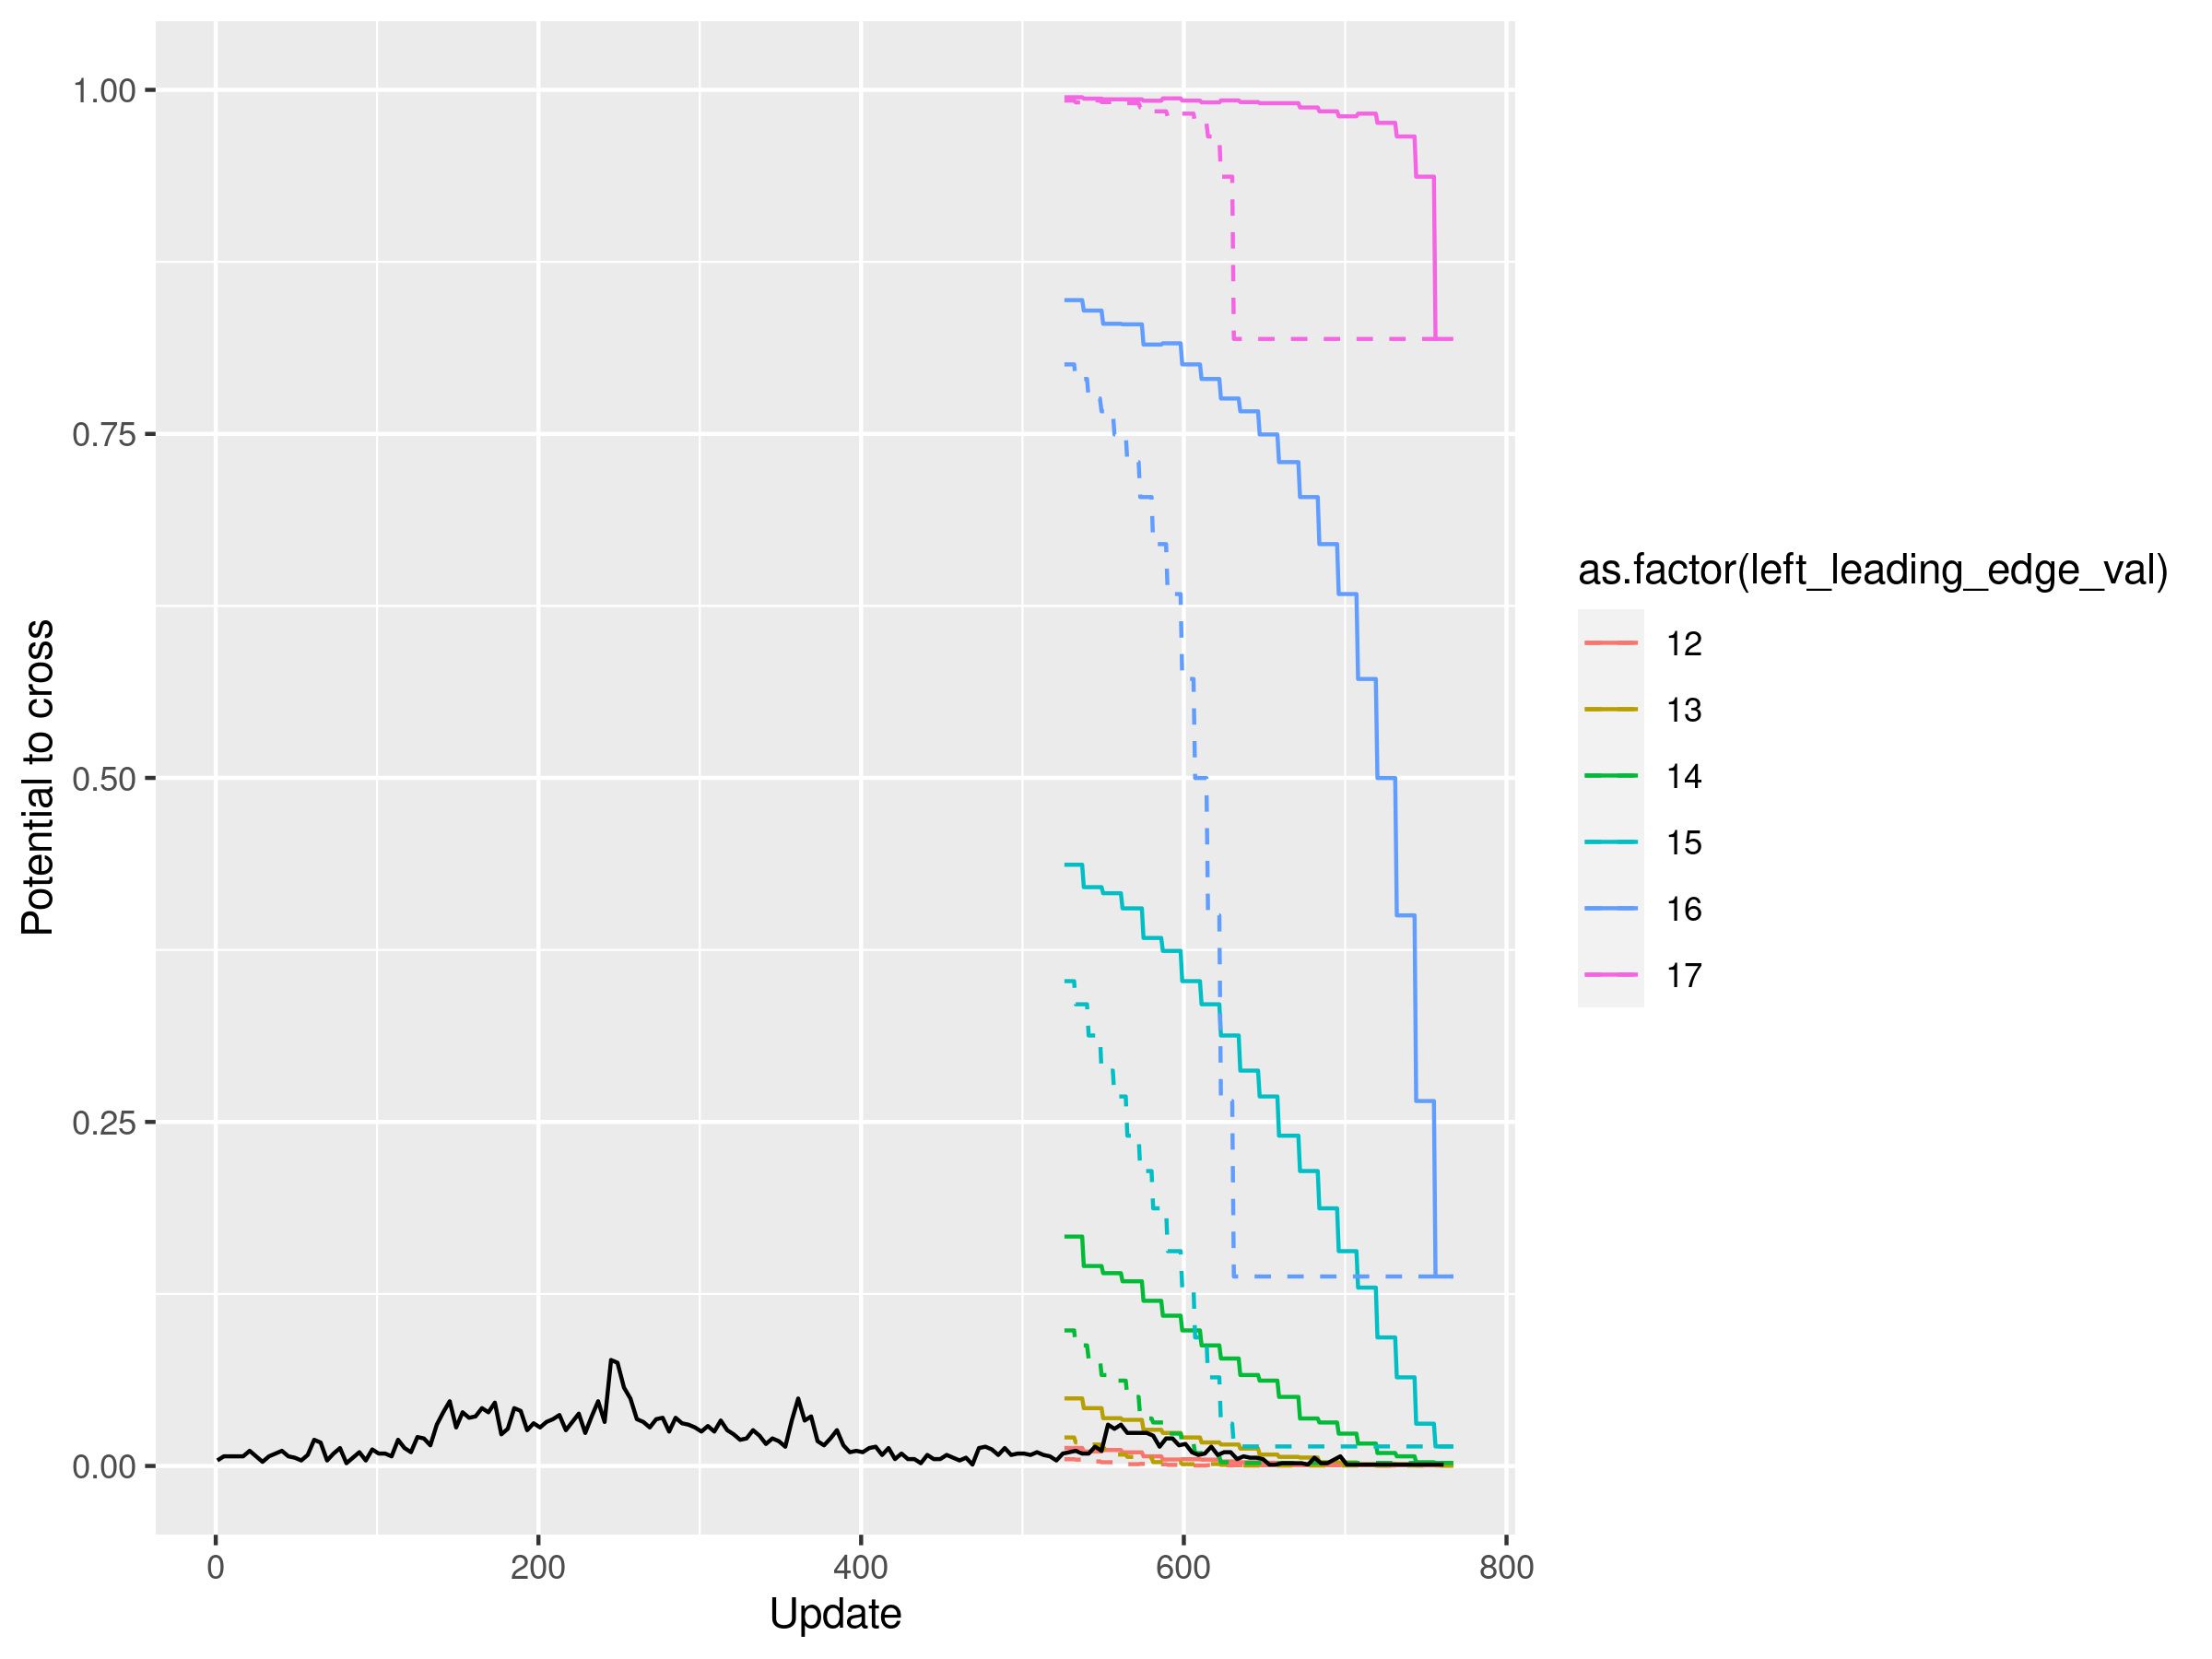 1.00
0.75
0.50
0.25
0.00
Potential to cross
0 200 400 600 800
Update
as.factor(left_leading_edge_val)
12
13
14
15
16
17